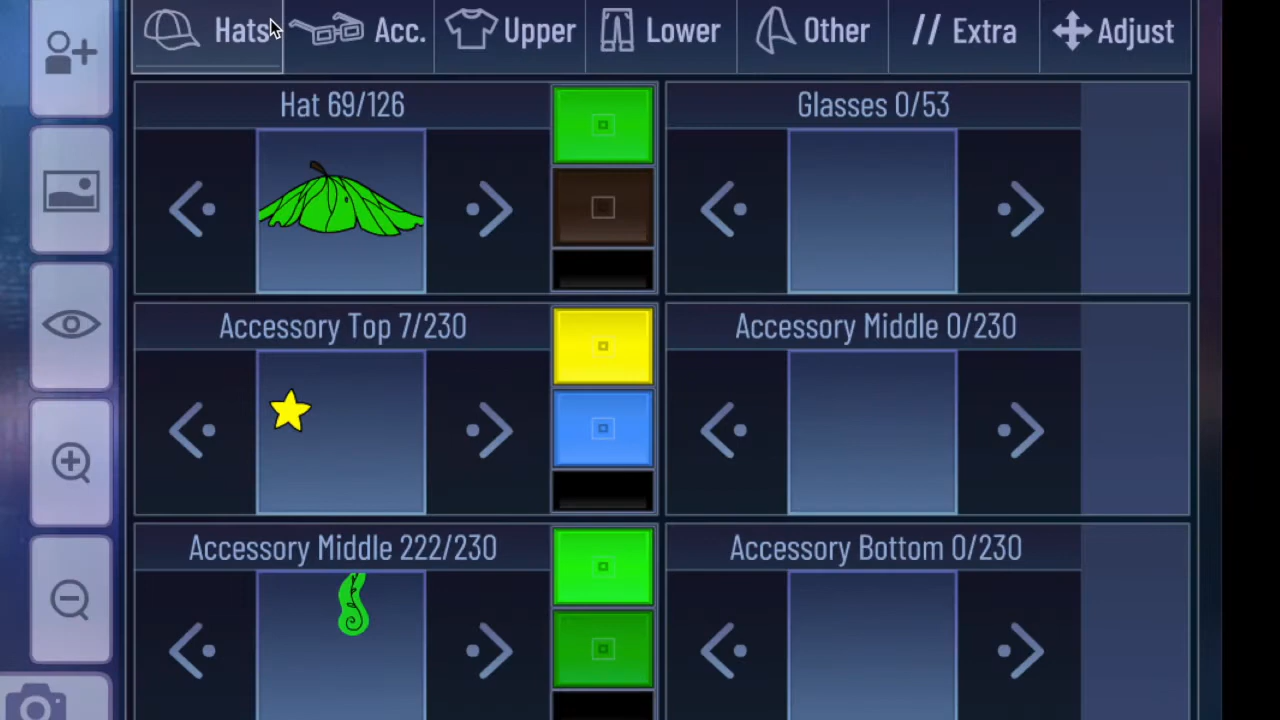 Hats
Acc.
Upper
Lower
Other
Extra
Adjust
Hat 69/126
Glasses 0/53
Accessory Top 7/230
Accessory Middle 0/230
Accessory Middle 222/230
Accessory Bottom 0/230